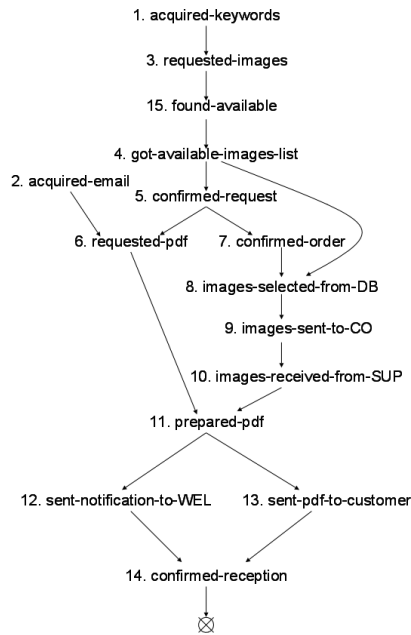 1. acquired-keywords
3. requested-images
15. found-available
4. got-available-images-list
2. acquired-email
5. confirmed-request
6. requested-pdf
7. confirmed-order
8. images-selected-from-DB
9. images-sent-to-CO
10. images-received-from-SUP
11. prepared-pdf
12. sent-notification-to-WEL
13. sent-pdf-to-customer
14. confirmed-reception